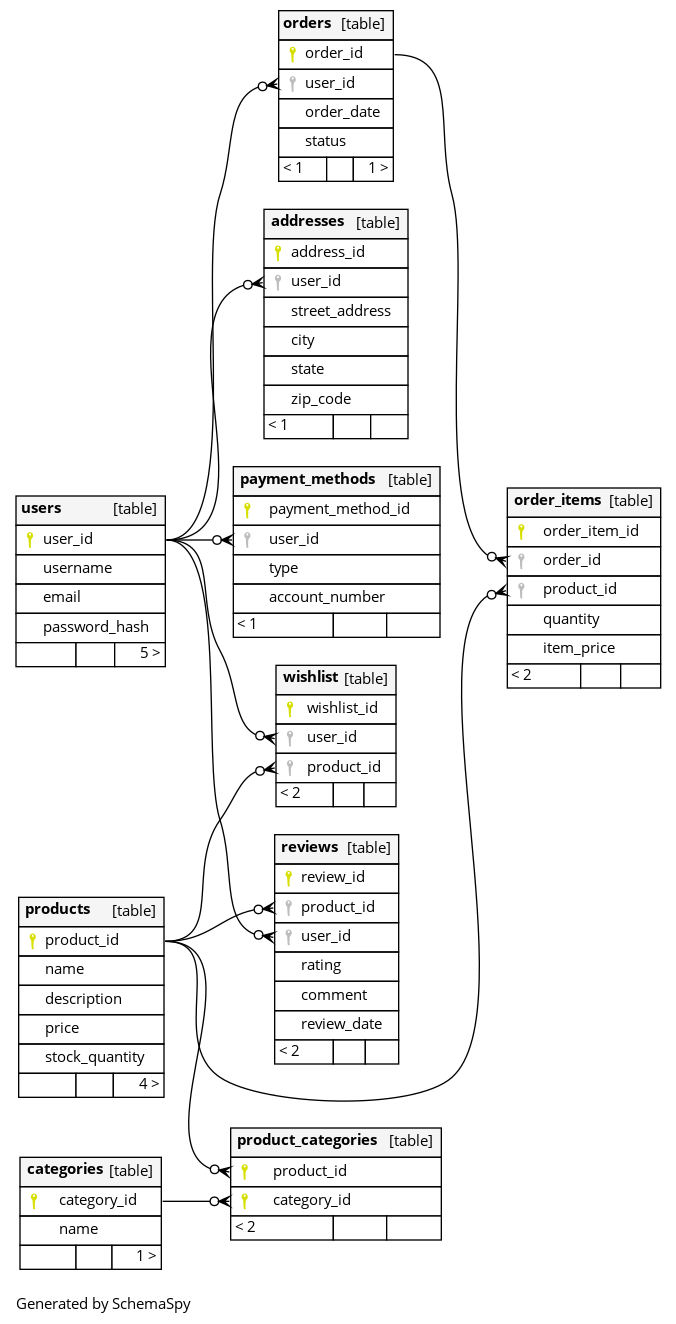 orders [table]
order_id
user_id
order_date
status
< 1 1 >
addresses [table]
address_id
user_id
street_address
city
state
zip_code
< 1
payment_methods [table]
payment_method_id
user_id
type
account_number
< 1
users [table]
user_id
username
email
password_hash
5 >
order_items [table]
order_item_id
order_id
product_id
quantity
item_price
< 2
wishlist [table]
wishlist_id
user_id
product_id
< 2
reviews [table]
review_id
product_id
user_id
rating
comment
review_date
< 2
products [table]
product_id
name
description
price
stock_quantity
4 >
product_categories [table]
product_id
category_id
< 2
categories [table]
category_id
name
1 >
Generated by SchemaSpy